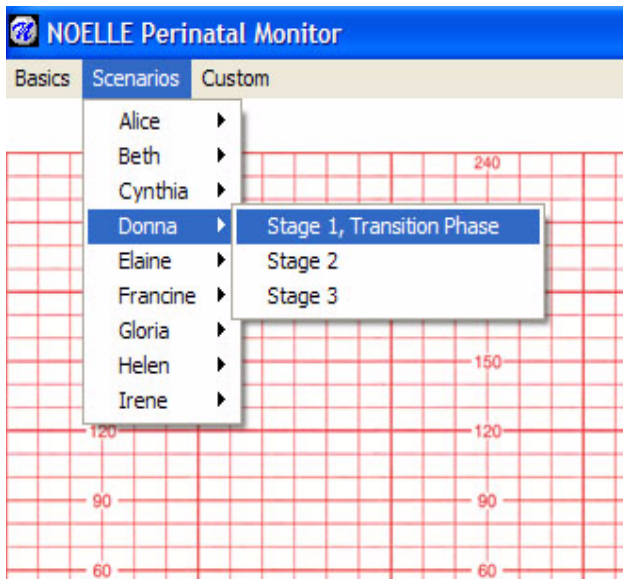 NOELLE Perinatal Monitor
Basics Scenarios Custom
Alice
Beth
240
Cynthia
Donna Stage 1, Transition Phase
Elaine Stage 2
Francine Stage 3
Gloria
Helen
150
Irene
120 120
90 90
60 60